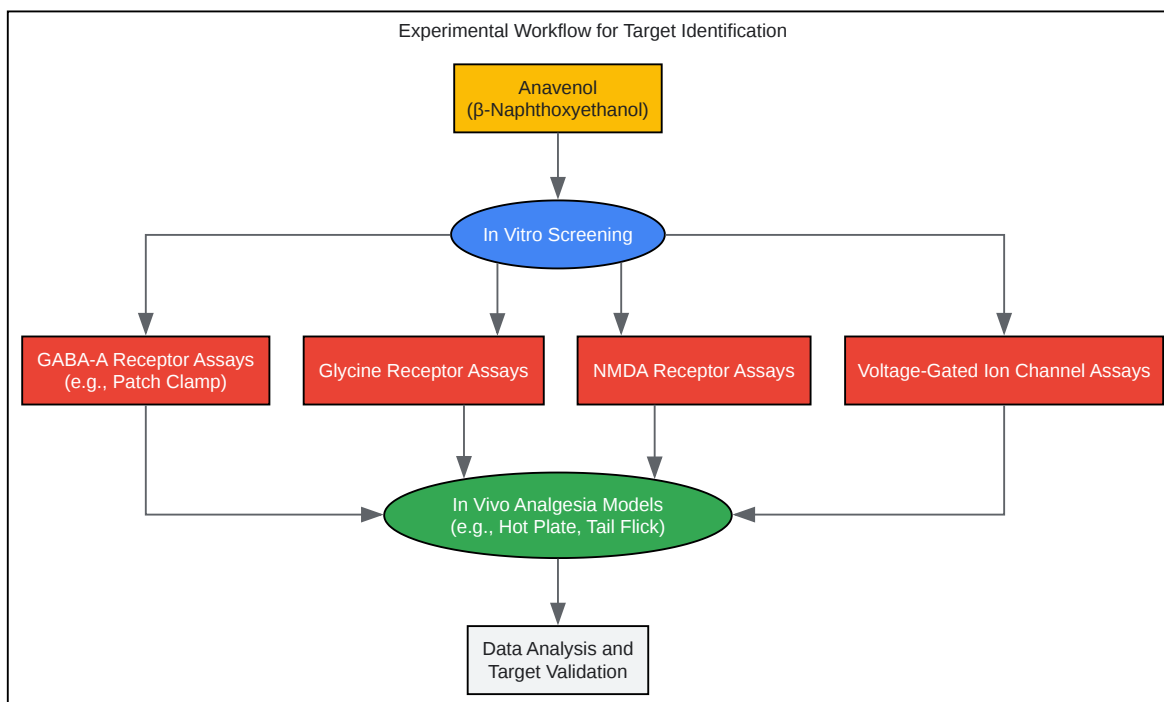 Experimental Workflow for Target Identification
Anavenol
(β-Naphthoxyethanol)
In Vitro Screening
GABA-A Receptor Assays
(e.g., Patch Clamp)
Glycine Receptor Assays
NMDA Receptor Assays
Voltage-Gated Ion Channel Assays
In Vivo Analgesia Models
(e.g., Hot Plate, Tail Flick)
Data Analysis and
Target Validation